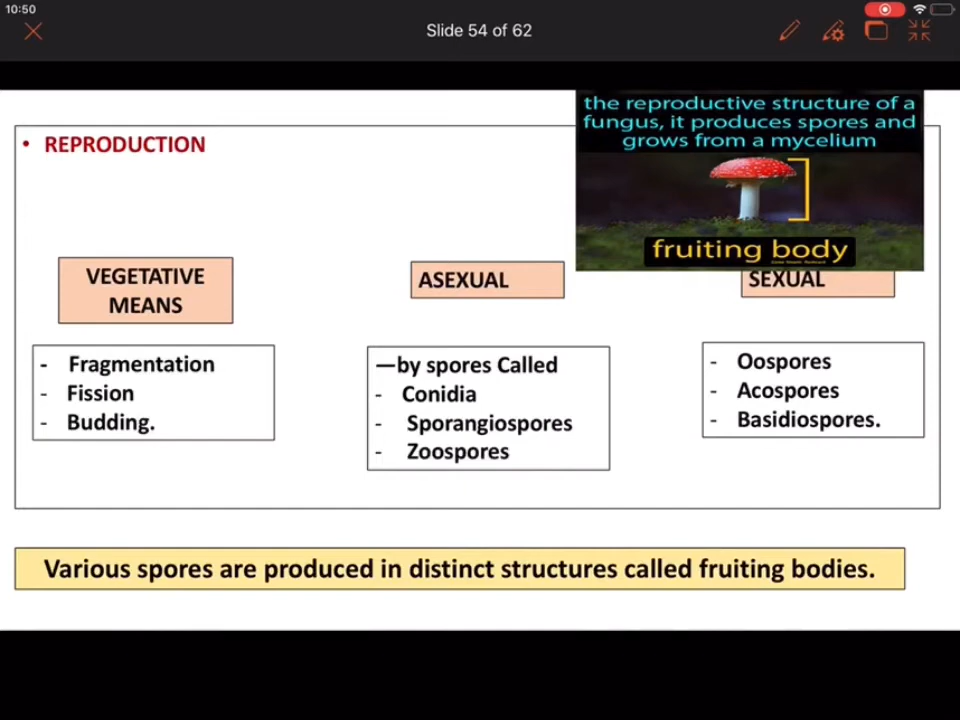 10:50
Slide 54 of 62
the reproductive structure of a
fungus, it produces spores and
grows from a mycelium
fruiting body
• REPRODUCTION
VEGETATIVE
MEANS
- Fragmentation
- Fission
- Budding.
ASEXUAL
—by spores Called
- Conidia
- Sporangiospores
- Zoospores
SEXUAL
- Oospores
- Acospores
- Basidiospores.
Various spores are produced in distinct structures called fruiting bodies.